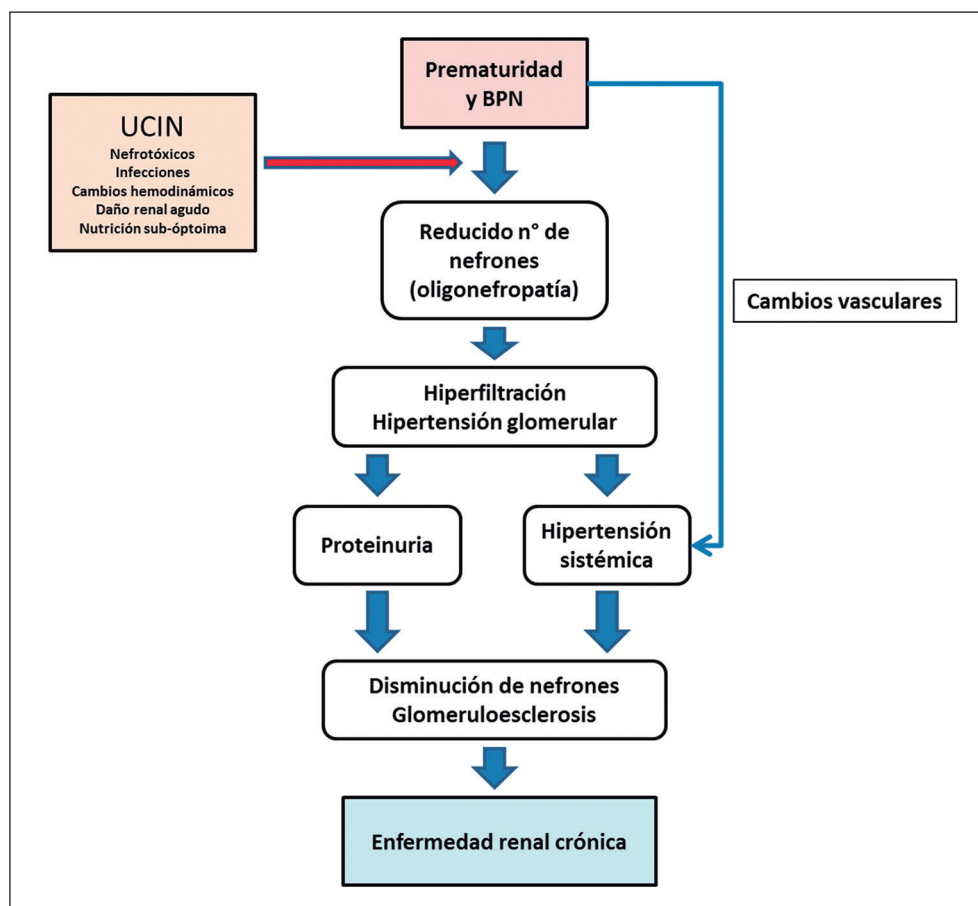 Prematuridad
y BPN
UCIN
Nefrotóxicos
Infecciones
Cambios hemodinámicos
Daño renal agudo
Nutrición sub-óptoima
Reducido n° de
nefrones
(oligonefropatía)
Cambios vasculares
Hiperfiltración
Hipertensión glomerular
Proteinuria
Hipertensión
sistémica
Disminución de nefrones
Glomeruloesclerosis
Enfermedad renal crónica